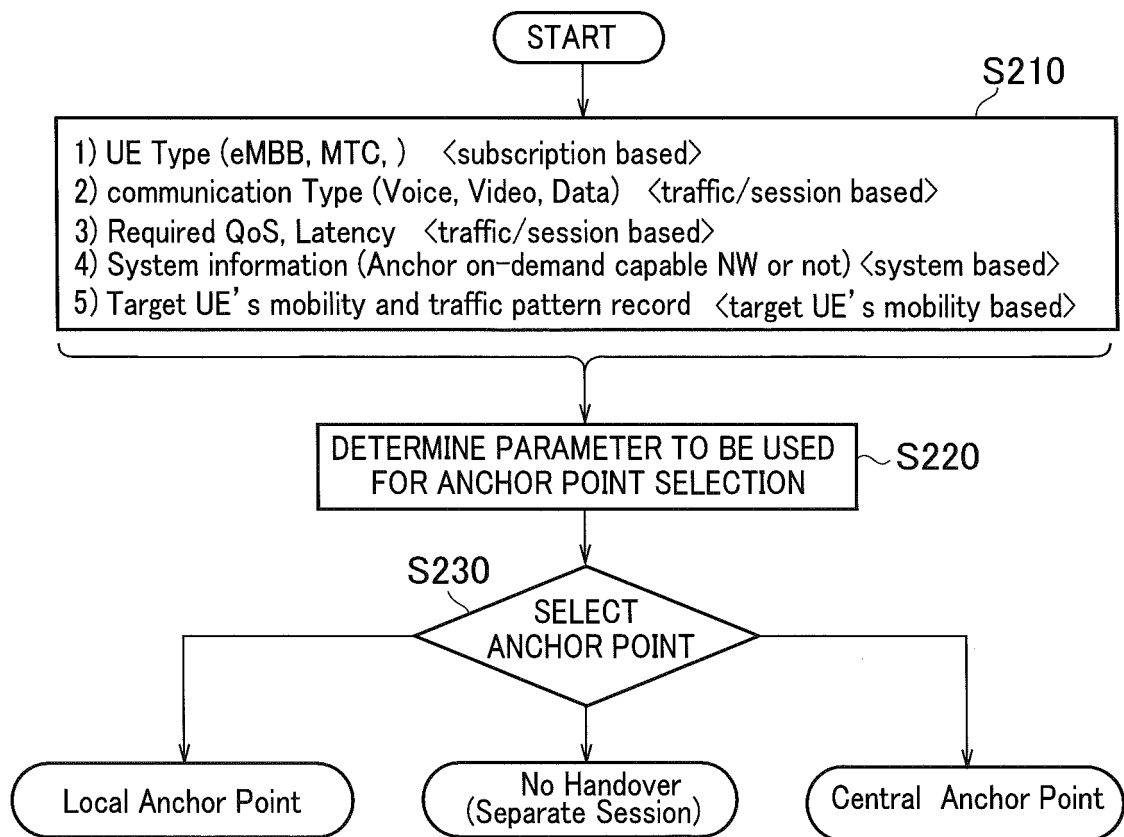 START
S210
1) UE Type (eMBB, MTC, ) <subscription based>
2) communication Type (Voice, Video, Data) <traffic/session based>
3) Required QoS, Latency <traffic/session based>
4) System information (Anchor on-demand capable NW or not) <system based>
5) Target UE's mobility and traffic pattern record <target UE's mobility based>
DETERMINE PARAMETER TO BE USED
FOR ANCHOR POINT SELECTION
S220
S230
SELECT
ANCHOR POINT
Local Anchor Point
No Handover
(Separate Session)
Central Anchor Point